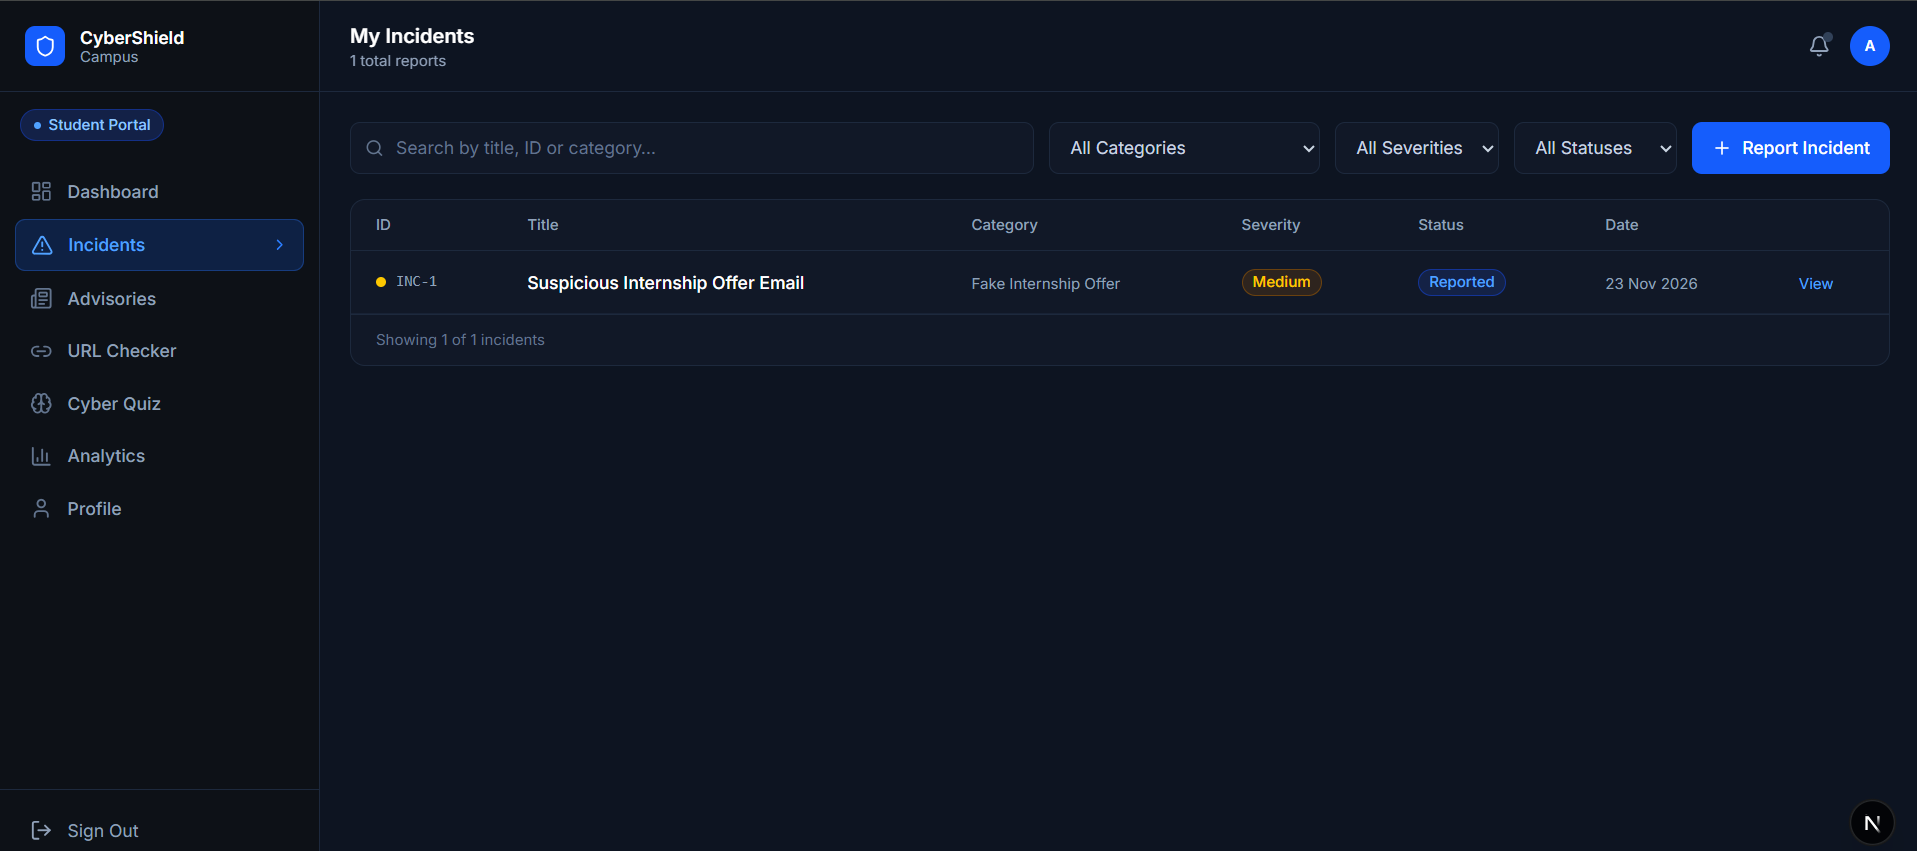 CyberShield
Campus
Student Portal
Dashboard
Incidents
Advisories
URL Checker
Cyber Quiz
Analytics
Profile
Sign Out
My Incidents
1 total reports
A
Search by title, ID or category...
All Categories
All Severities
All Statuses
+ Report Incident
ID Title Category Severity Status Date
INC-1 Suspicious Internship Offer Email Fake Internship Offer Medium Reported 23 Nov 2026 View
Showing 1 of 1 incidents
N